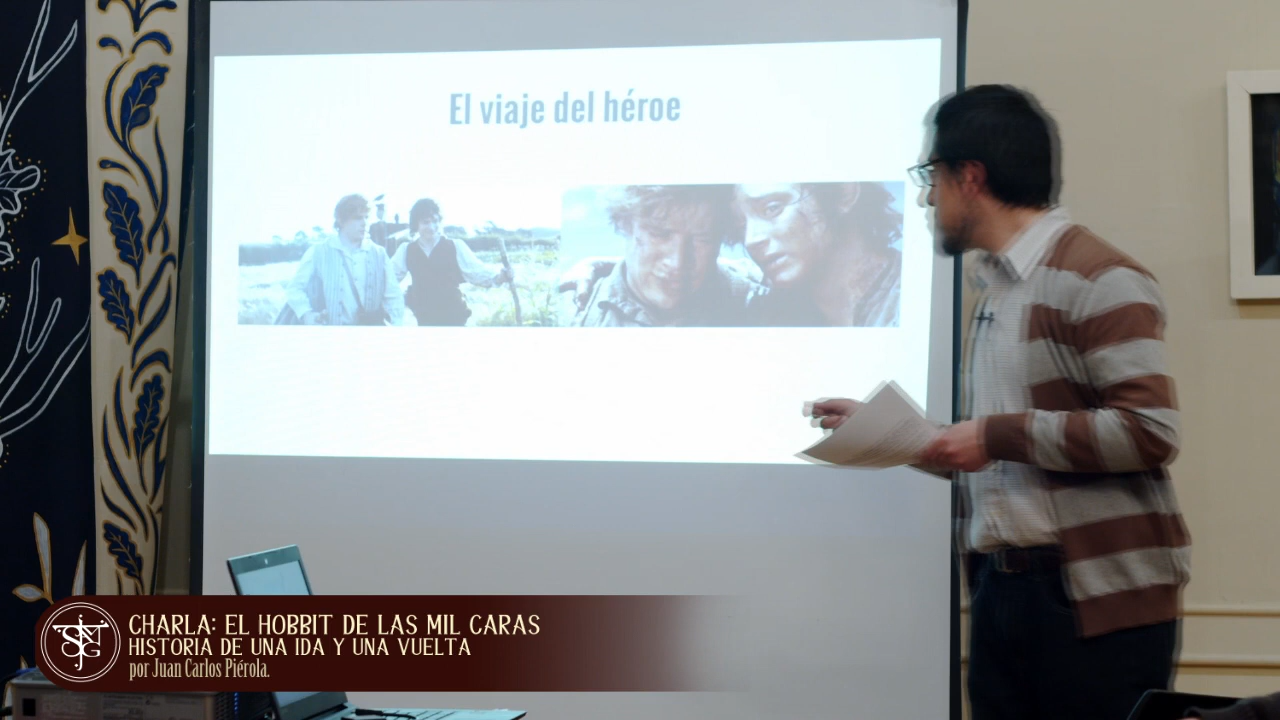 El viaje del héroe
CHARLA: EL HOBBIT DE LAS MIL CARAS
HISTORIA DE UNA IDA Y UNA VUELTA
por Juan Carlos Piérola.